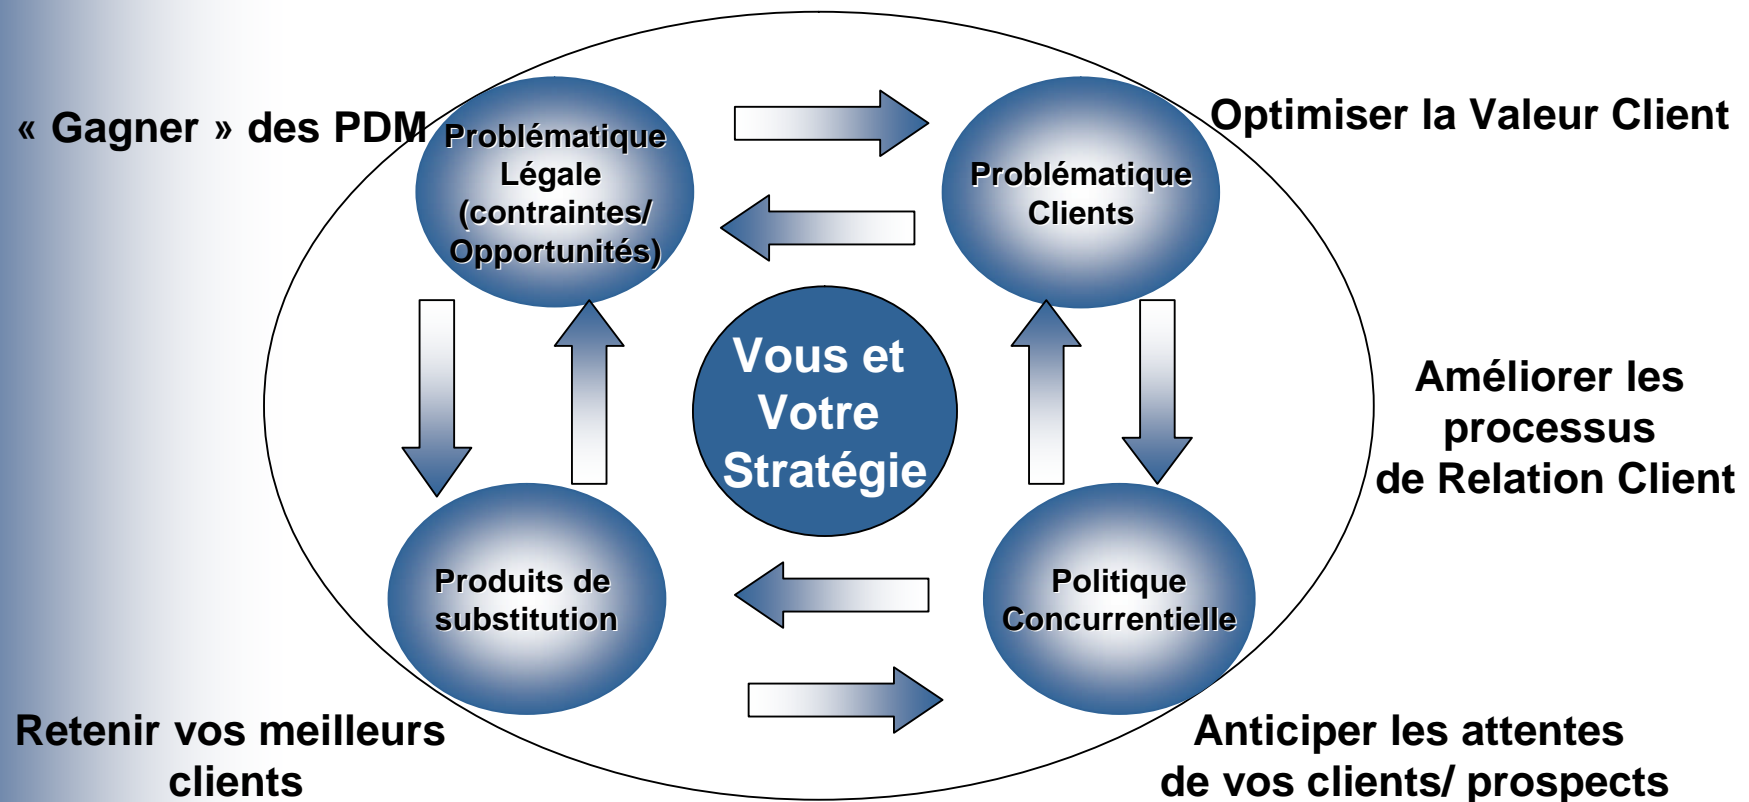 « Gagner » des PDM
Problématique
Légale
(contraintes/
Opportunités)
Optimiser la Valeur Client
Problématique
Clients
Vous et
Votre
Stratégie
Améliorer les
processus
de Relation Client
Produits de
substitution
Politique
Concurrentielle
Retenir vos meilleurs
clients
Anticiper les attentes
de vos clients/ prospects